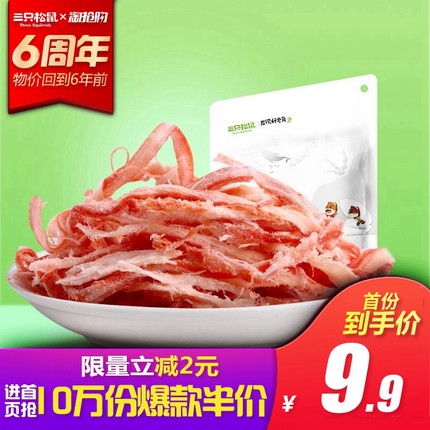 三只松鼠×淘抢购
Three Squirrels
6周年
物价回到6年前
三只松鼠
首份
到手价
限量立减2元
进首页抢10万份爆款半价
¥9.9